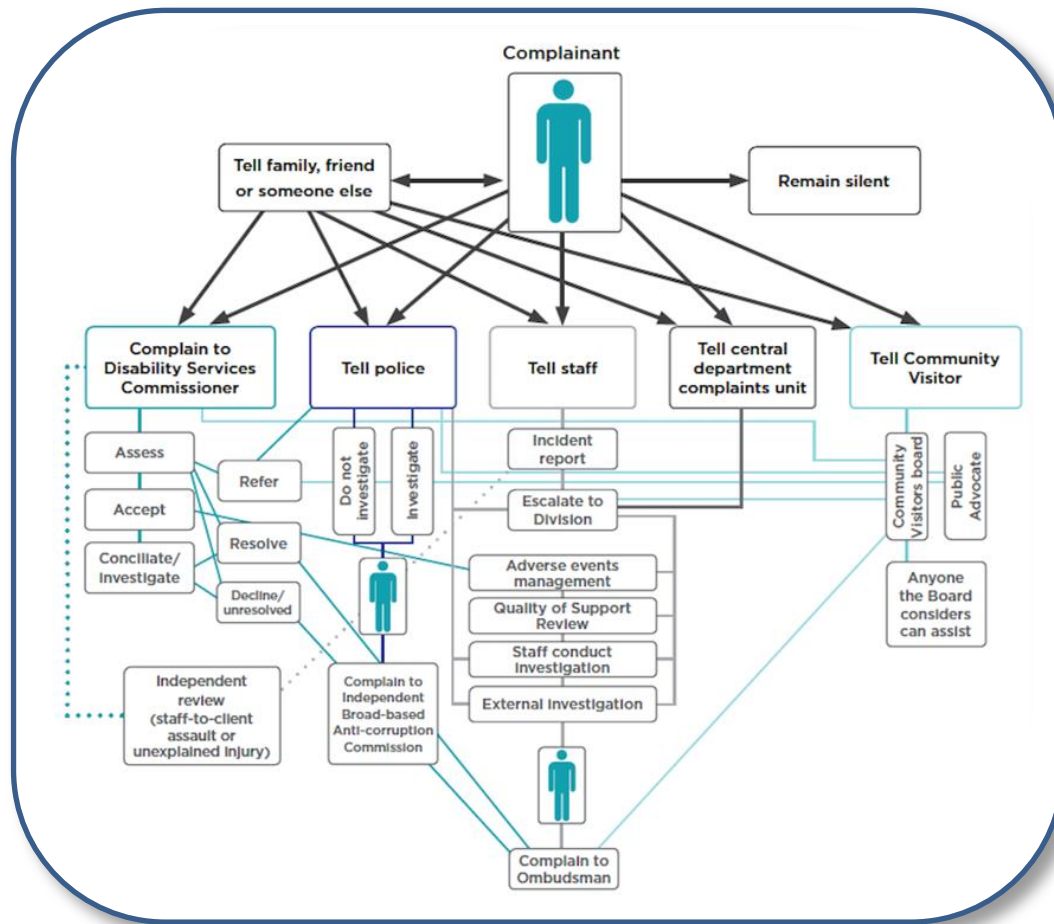 Complainant
Tell family, friend
or someone else
Remain silent
Complain to
Disability Services
Commissioner
Tell police
Tell staff
Tell central
department
complaints unit
Tell Community
Visitor
Assess
Refer
Do not
investigate
Investigate
Incident
report
Community
Visitors board
Public
Advocate
Accept
Resolve
Escalate to
Division
Conciliate/
investigate
Decline/
unresolved
Adverse events
management
Quality of Support
Review
Staff conduct
investigation
External investigation
Anyone
the Board
considers
can assist
Independent
review
(staff-to-client
assault or
unexplained injury)
Complain to
Independent
Broad-based
Anti-corruption
Commission
Complain to
Ombudsman